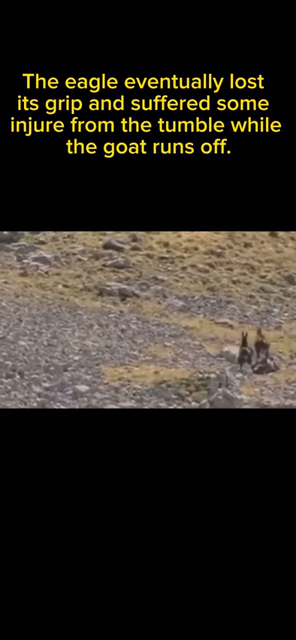 The eagle eventually lost
its grip and suffered some
injure from the tumble while
the goat runs off.